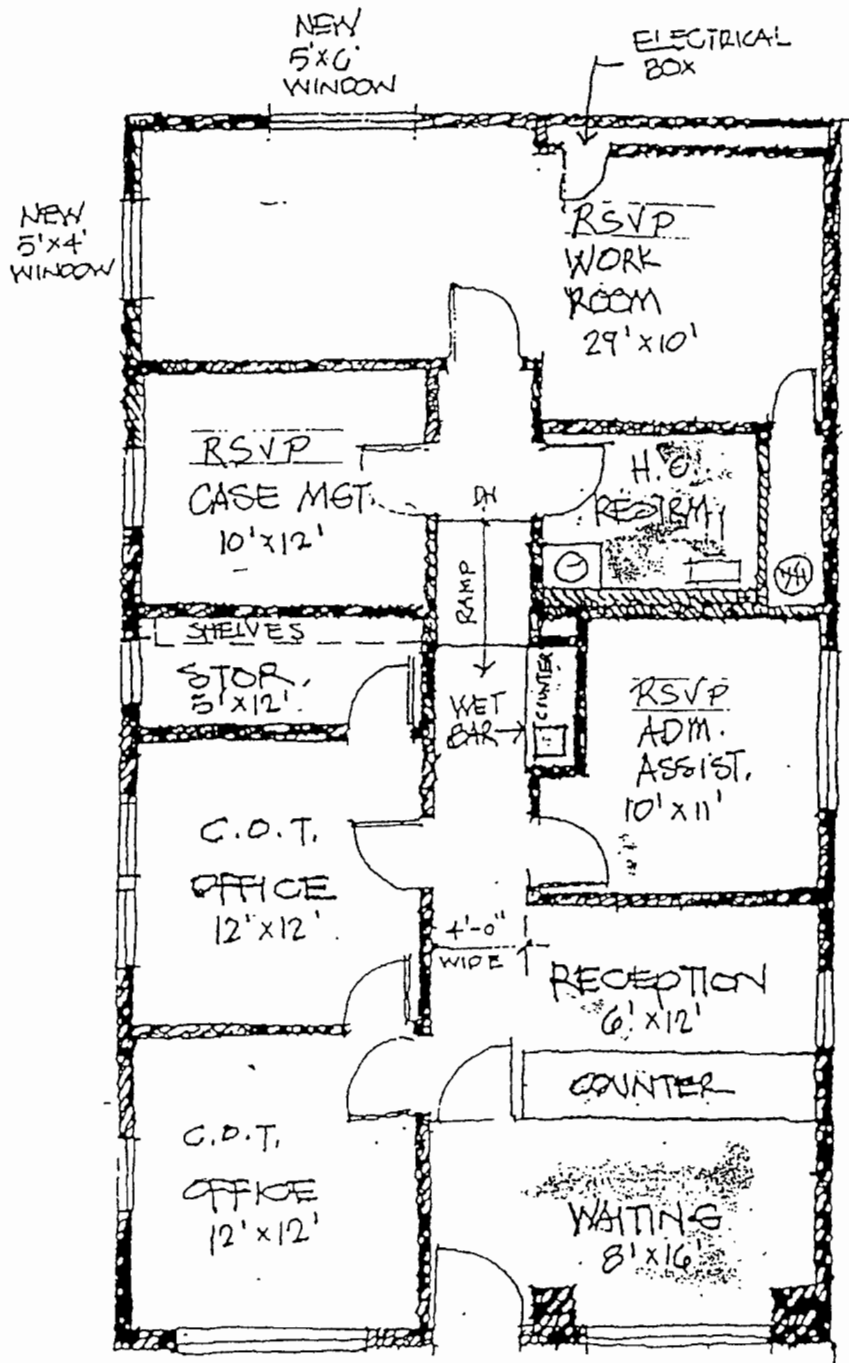 NEW
5'x6'
WINDOW
ELECTRICAL
BOX
NEW
5'x4'
WINDOW
RSVP
WORK
ROOM
29'x10'
RSVP
CASE MGT.
10'x12'
DN
RAMP
H.C.
RESTRM
WH
SHELVES
STOR.
5'x12'
WET
BAR
COUNTER
RSVP
ADM.
ASSIST.
10'x11'
C.O.T.
OFFICE
12'x12'
4'-0"
WIDE
RECEPTION
6'x12'
COUNTER
C.O.T.
OFFICE
12'x12'
WAITING
8'x16'